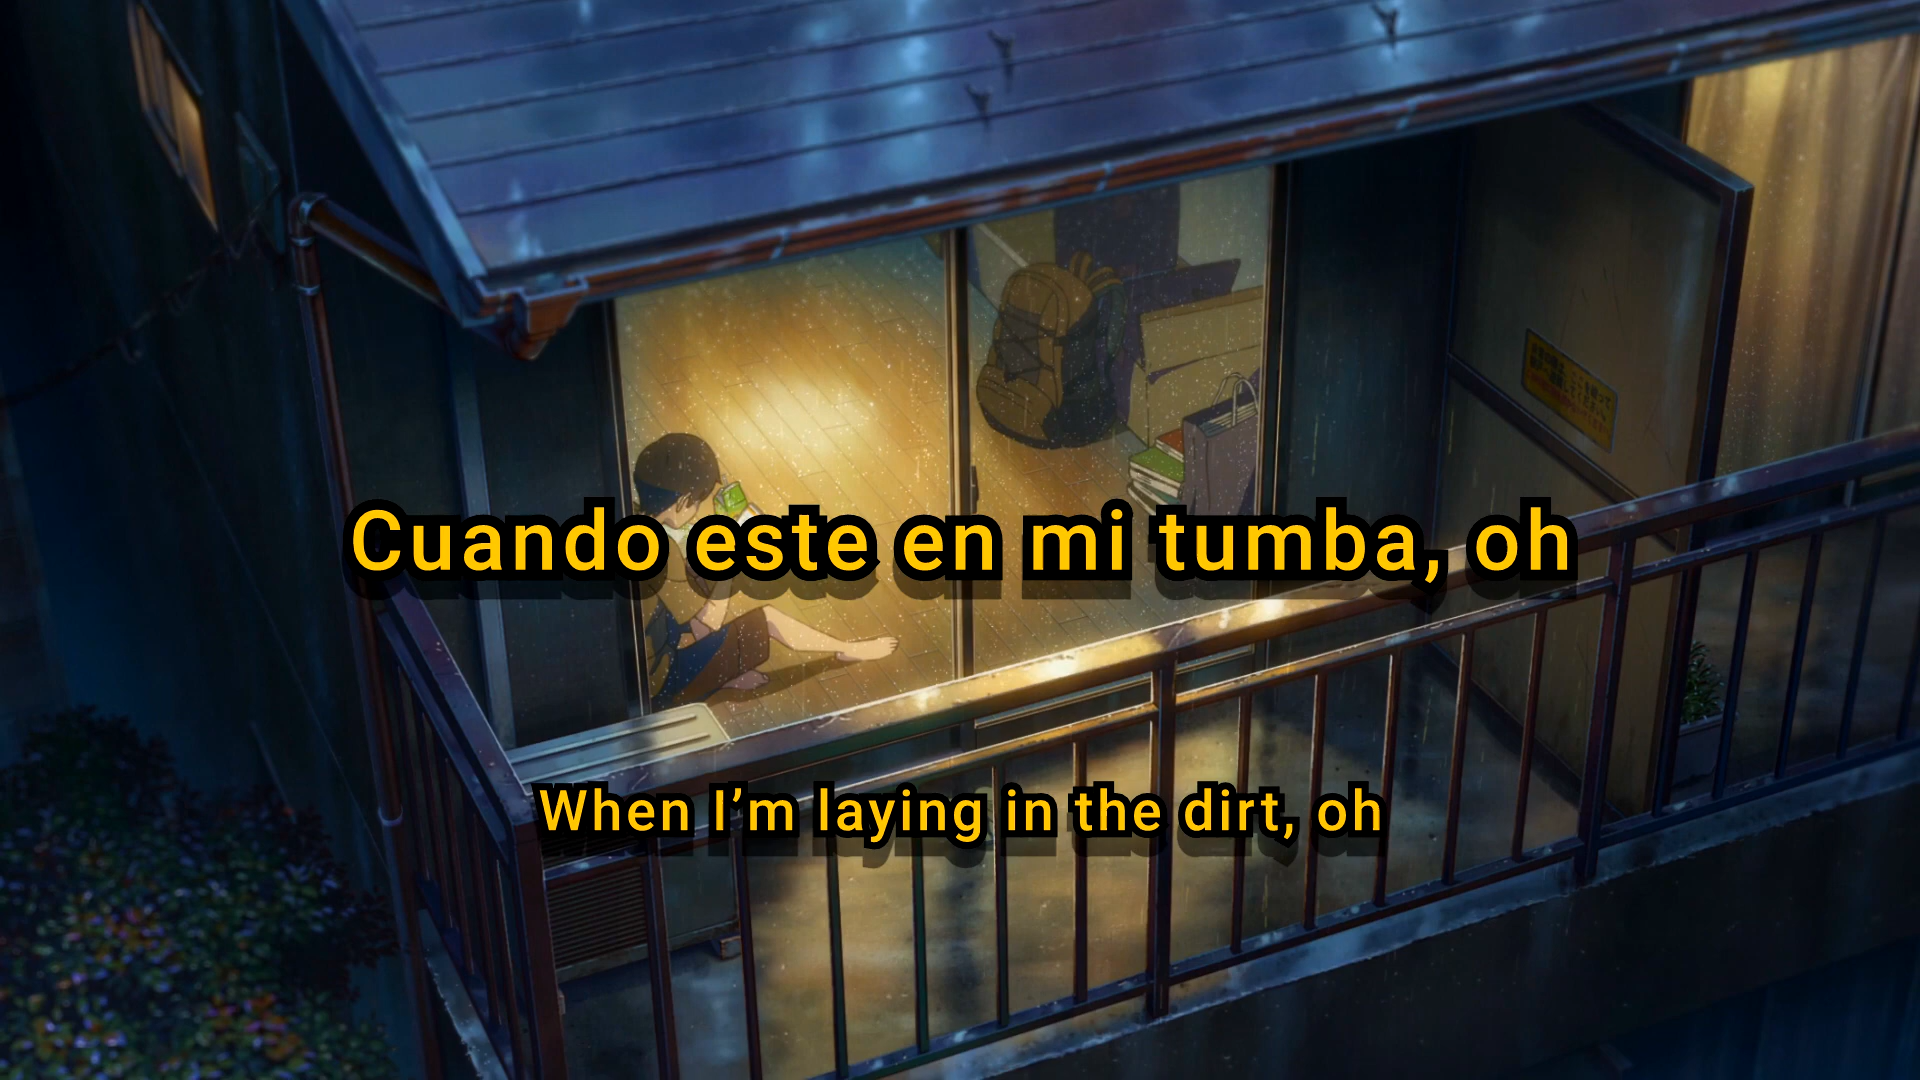 Cuando este en mi tumba, oh
When I’m laying in the dirt, oh